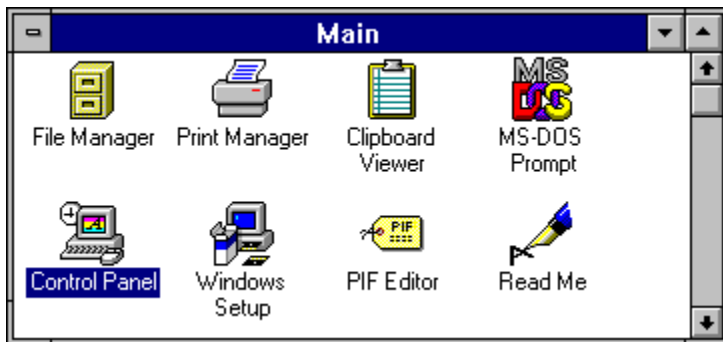 Main
MS
DOS
File Manager
Print Manager
Clipboard
Viewer
MS-DOS
Prompt
A
PIF
Control Panel
Windows
Setup
PIF Editor
Read Me